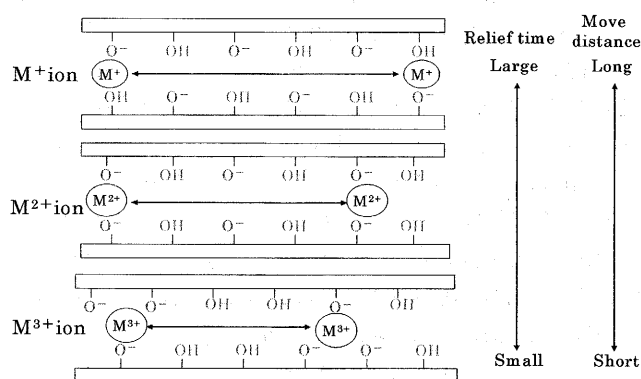 O⁻ OH O⁻ OH O⁻ OH
M⁺ion M⁺ M⁺
OH O⁻ OH O⁻ OH O⁻
O⁻ OH O⁻ OH O⁻ OH
M²⁺ion M²⁺ M²⁺
O⁻ OH O⁻ OH O⁻ OH
O⁻ O⁻ OH OH O⁻ OH
M³⁺ion M³⁺ M³⁺
O⁻ OH OH O⁻ O⁻ OH
Relief time
Large
Small
Move
distance
Long
Short